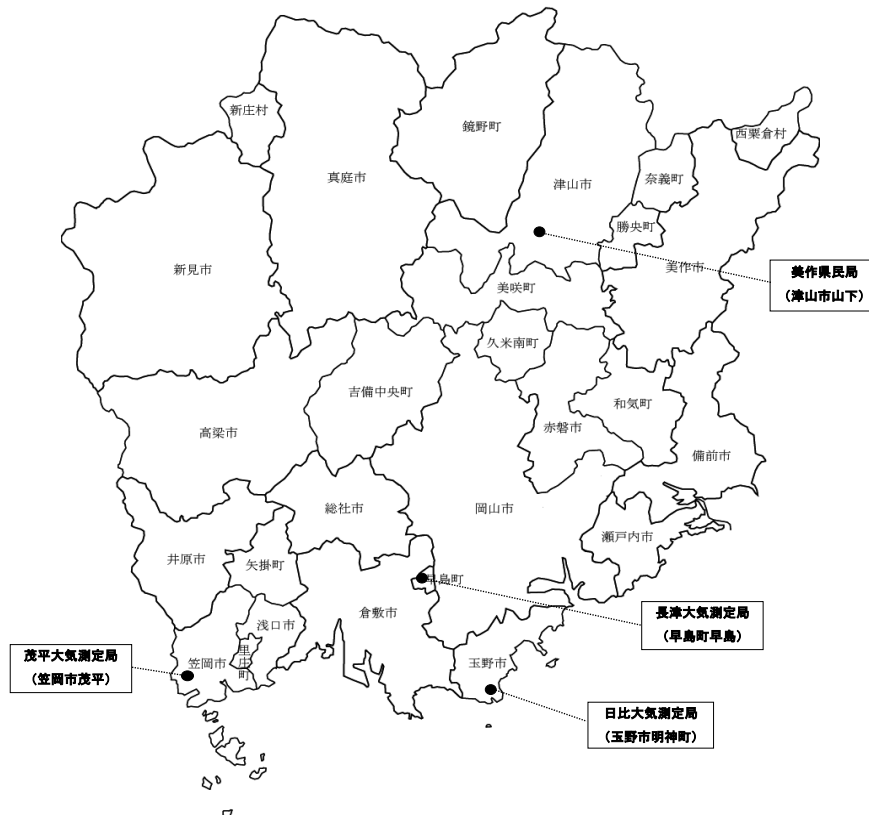 新庄村
鏡野町
西粟倉村
真庭市
津山市
奈義町
勝央町
新見市
美作市
美作県民局
(津山市山下)
美咲町
久米南町
吉備中央町
和気町
高梁市
赤磐市
備前市
総社市
岡山市
瀬戸内市
井原市
矢掛町
早島町
倉敷市
浅口市
長津大気測定局
(早島町早島)
茂平大気測定局
(笠岡市茂平)
笠岡市
里庄町
玉野市
日比大気測定局
(玉野市明神町)